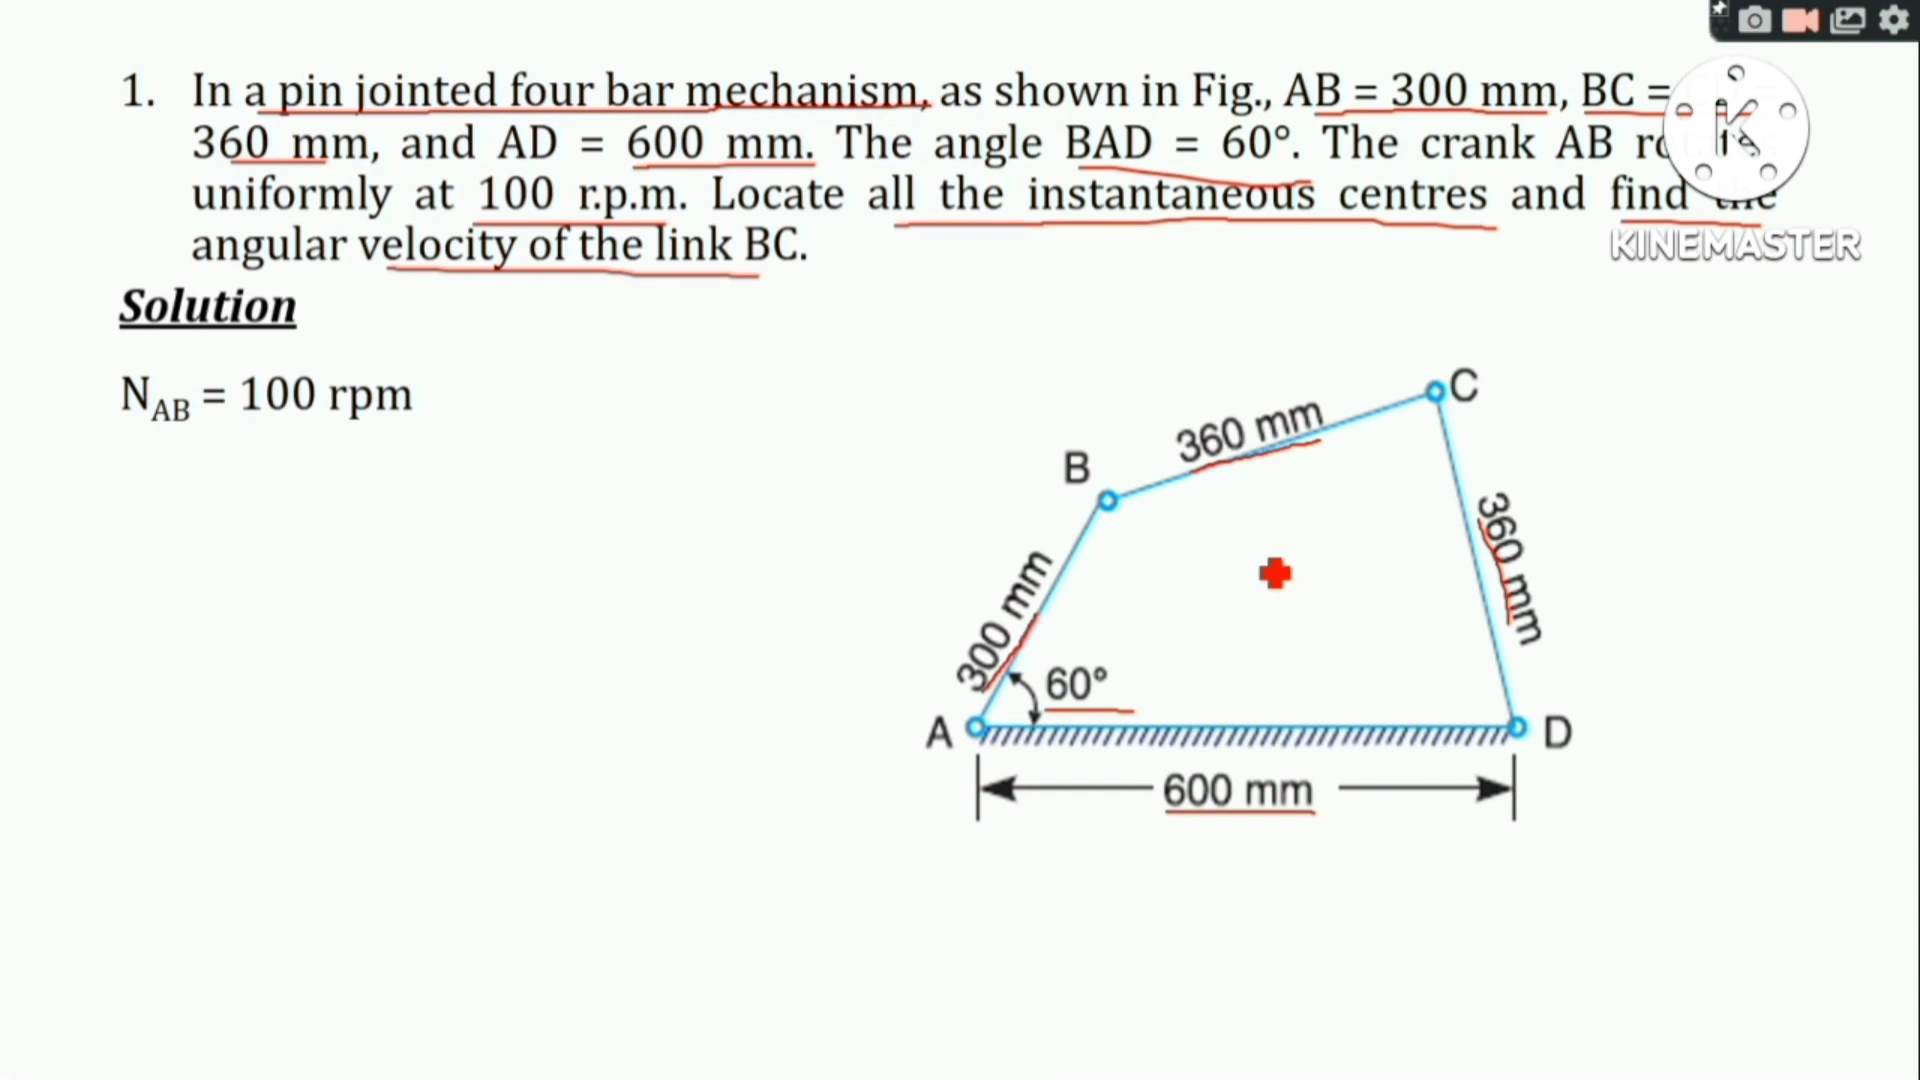 1. In a pin jointed four bar mechanism, as shown in Fig., AB = 300 mm, BC =
360 mm, and AD = 600 mm. The angle BAD = 60°. The crank AB
uniformly at 100 r.p.m. Locate all the instantaneous centres and find the
angular velocity of the link BC.
KINEMASTER
Solution
N_AB = 100 rpm
C
360 mm
B
360 mm
300 mm
60°
A
D
600 mm